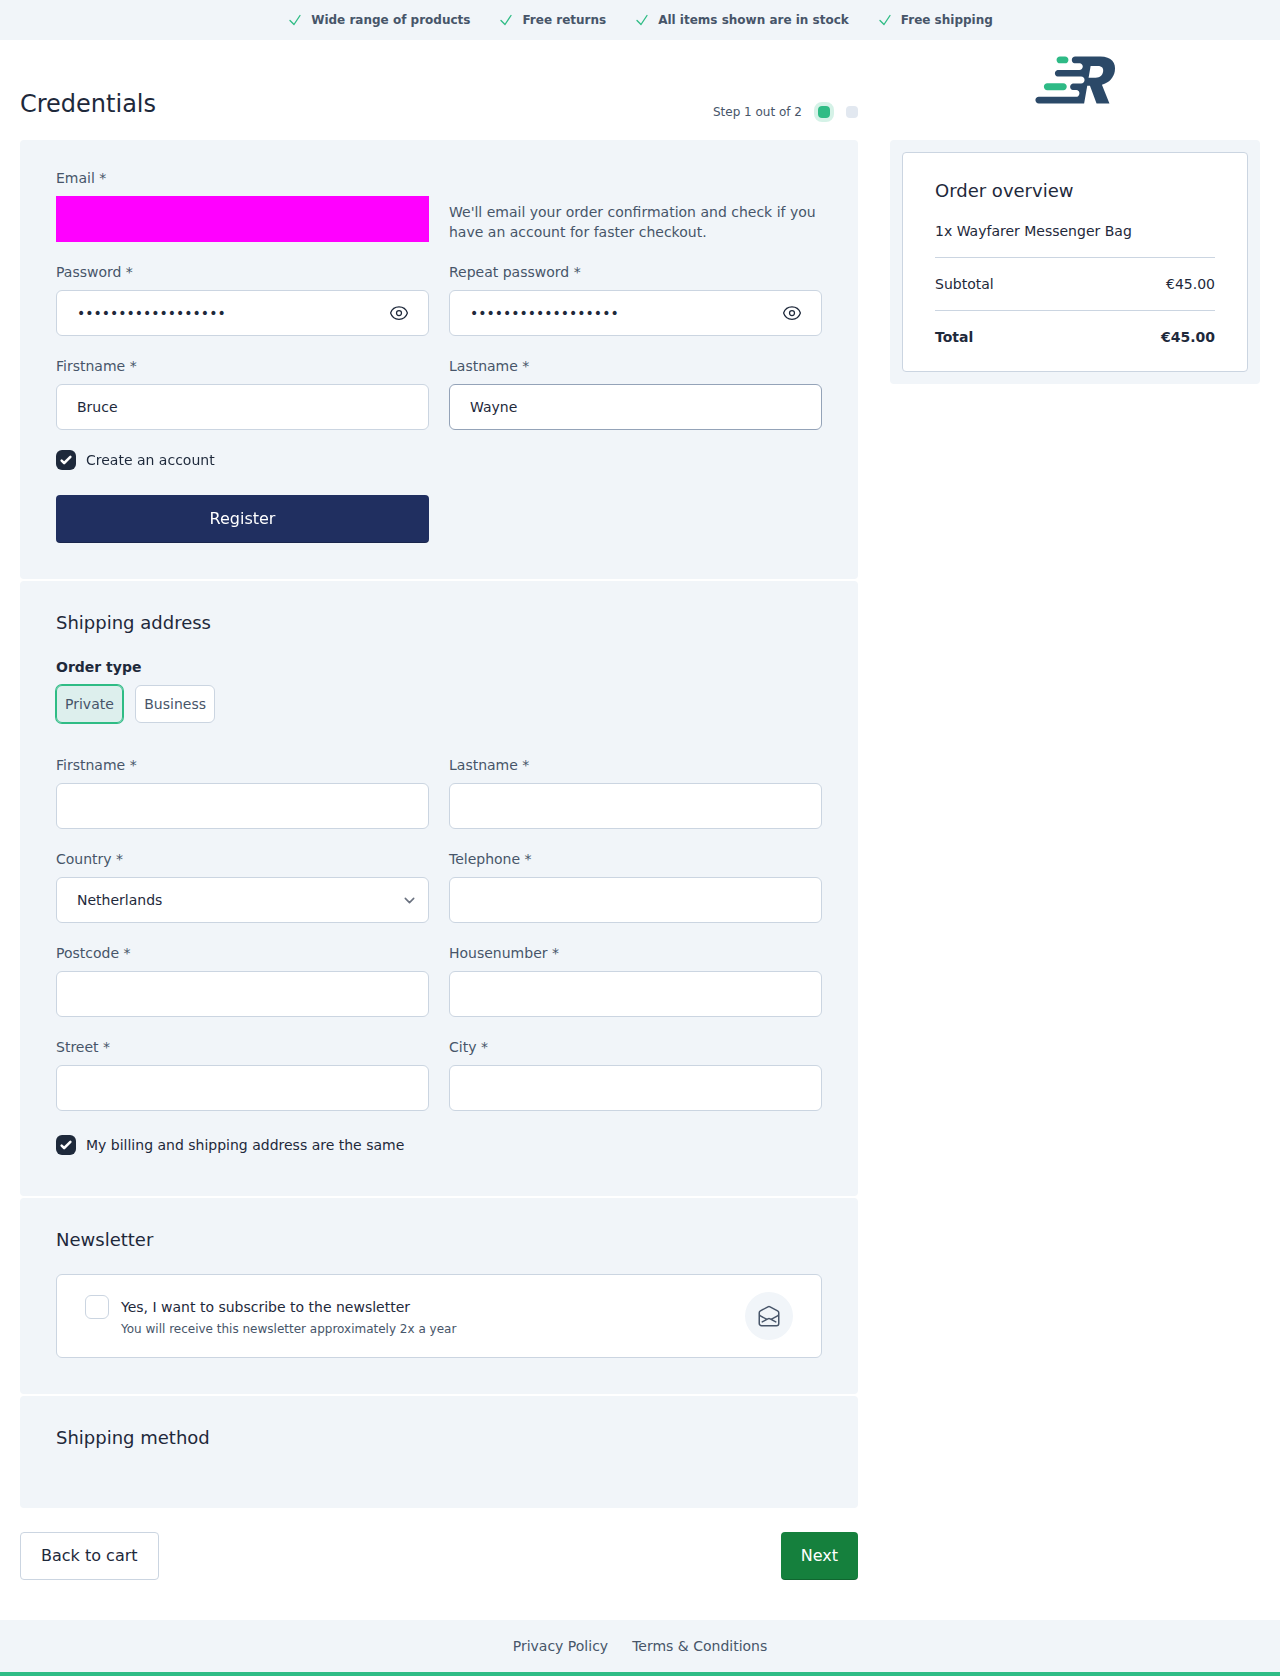 Wide range of products
Free returns
All items shown are in stock
Free shipping
Credentials
Step 1 out of 2
R
Email *
We'll email your order confirmation and check if you
have an account for faster checkout.
Password *
Repeat password *
••••••••••••••••••
••••••••••••••••••
Firstname *
Lastname *
Bruce
Wayne
Create an account
Register
Order overview
1x Wayfarer Messenger Bag
Subtotal €45.00
Total €45.00
Shipping address
Order type
Private
Business
Firstname *
Lastname *
Country *
Telephone *
Netherlands
Postcode *
Housenumber *
Street *
City *
My billing and shipping address are the same
Newsletter
Yes, I want to subscribe to the newsletter
You will receive this newsletter approximately 2x a year
Shipping method
Back to cart
Next
Privacy Policy
Terms & Conditions